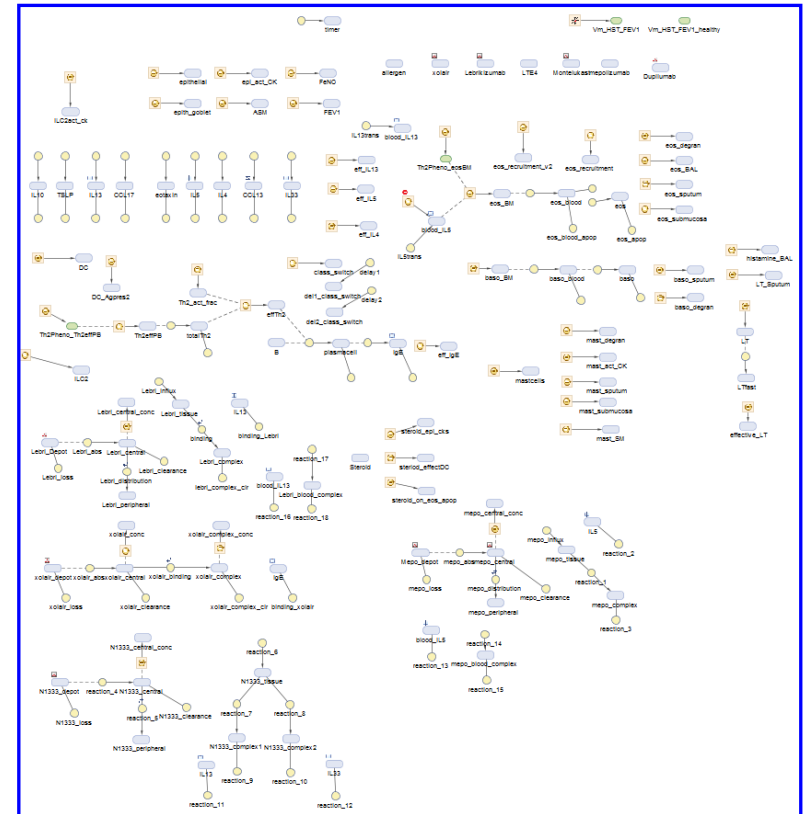 timer
Vm_HST_FEV1
Vm_HST_FEV1_healthy
epithelial
epi_act_CK
FeNO
allergen
xolair
Lebrikizumab
LTE4
Montelukast
mepolizumab
Dupilumab
ILC2act_ck
epith_goblet
ASM
FEV1
IL13trans
blood_IL13
Th2Pheno_eosBM
eos_recruitment_v2
eos_recruitment
eos_degran
eos_BAL
eos_sputum
eos_submucosa
eff_IL13
eff_IL5
eff_IL4
IL10
TSLP
IL13
CCL17
eotaxin
IL5
IL4
CCL13
IL33
eos_BM
eos_blood
eos
blood_IL5
IL5trans
eos_blood_apop
eos_apop
DC
DC_Agpres2
class_switch
delay1
del1_class_switch
delay2
del2_class_switch
baso_BM
baso_blood
baso
baso_sputum
baso_degran
histamine_BAL
LT_Sputum
Th2_act_frac
effTh2
Th2Pheno_Th2effPB
Th2effPB
totalTh2
B
plasmacell
IgE
eff_IgE
mast_degran
mast_act_CK
mast_sputum
mast_submucosa
mast_SM
mastcells
LT
LTfast
effective_LT
ILC2
Lebri_influx
Lebri_tissue
Lebri_central_conc
IL13
binding_Lebri
binding
Lebri_Depot
Lebri_abs
Lebri_central
Lebri_loss
Lebri_clearance
Lebri_distribution
Lebri_peripheral
Lebri_complex
lebri_complex_clr
reaction_17
blood_IL13
Lebri_blood_complex
reaction_16
reaction_18
steroid_epi_cks
Steroid
steriod_effectDC
steroid_on_eos_apop
xolair_conc
xolair_complex_conc
xolair_depot
xolair_abs
xolair_central
xolair_binding
xolair_complex
IgE
xolair_loss
xolair_clearance
xolair_complex_clr
binding_xolair
mepo_central_conc
mepo_influx
IL5
reaction_2
Mepo_depot
mepo_abs
mepo_central
mepo_tissue
mepo_loss
mepo_distribution
mepo_clearance
reaction_1
mepo_peripheral
mepo_complex
reaction_3
blood_IL5
reaction_14
reaction_13
mepo_blood_complex
reaction_15
N1333_central_conc
reaction_6
N1333_depot
reaction_4
N1333_central
N1333_tissue
N1333_loss
reaction_5
N1333_clearance
reaction_7
reaction_8
N1333_peripheral
N1333_complex1
N1333_complex2
IL13
IL33
reaction_9
reaction_10
reaction_11
reaction_12